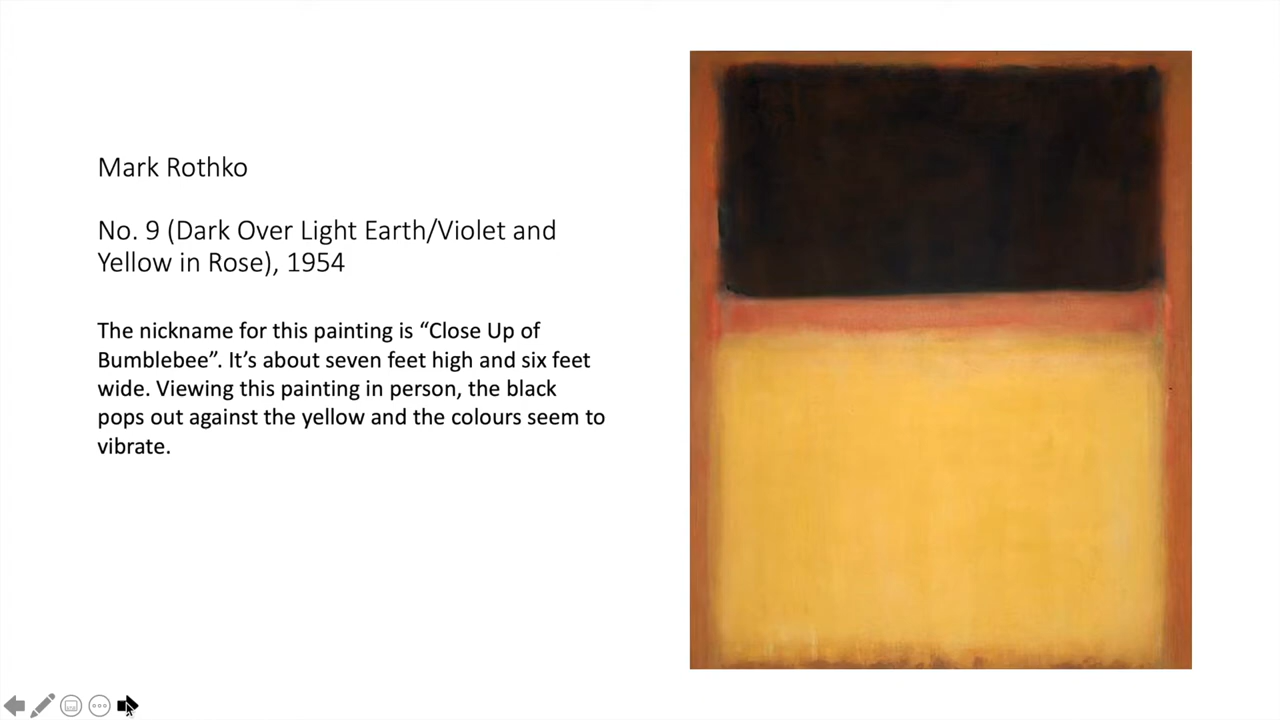 Mark Rothko
No. 9 (Dark Over Light Earth/Violet and
Yellow in Rose), 1954
The nickname for this painting is “Close Up of
Bumblebee”. It’s about seven feet high and six feet
wide. Viewing this painting in person, the black
pops out against the yellow and the colours seem to
vibrate.